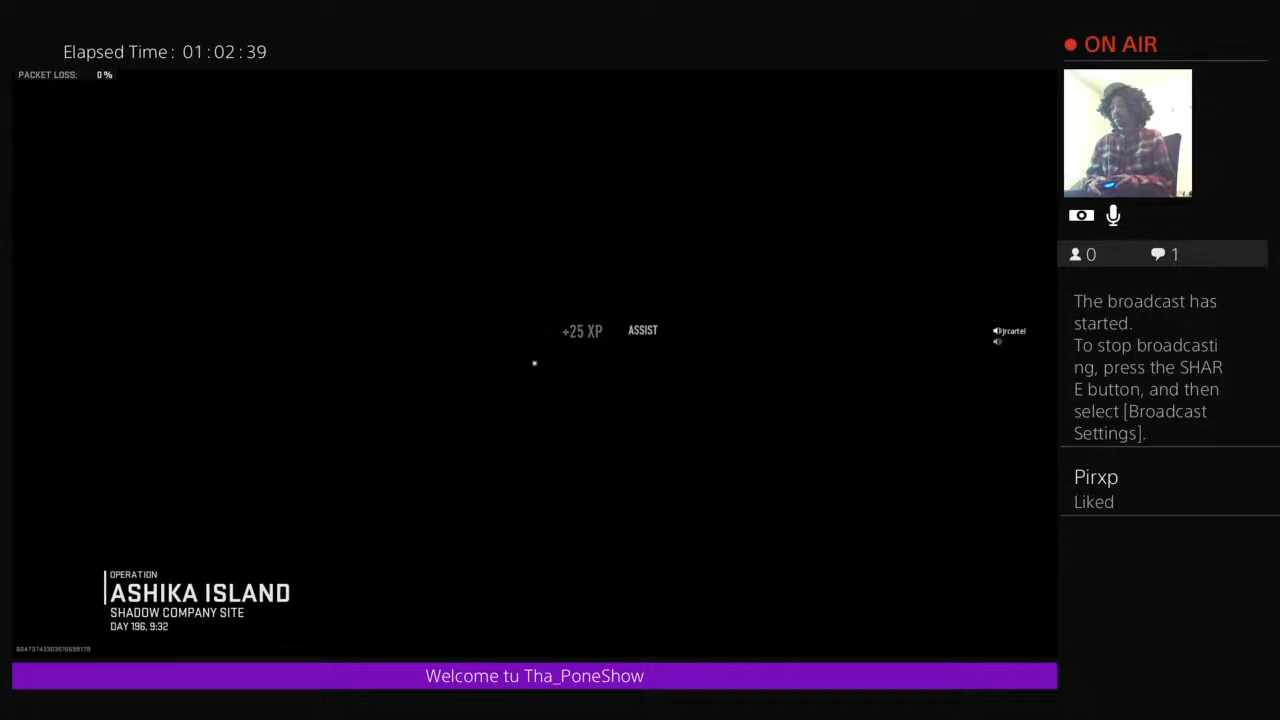 Elapsed Time: 01:02:39
ON AIR
PACKET LOSS: 0 %
0 1
The broadcast has
started.
To stop broadcasti
ng, press the SHAR
E button, and then
select [Broadcast
Settings].
+25 XP ASSIST
Jrcartel
Pirxp
Liked
OPERATION
ASHIKA ISLAND
SHADOW COMPANY SITE
DAY 196, 9:32
Welcome tu Tha_PoneShow